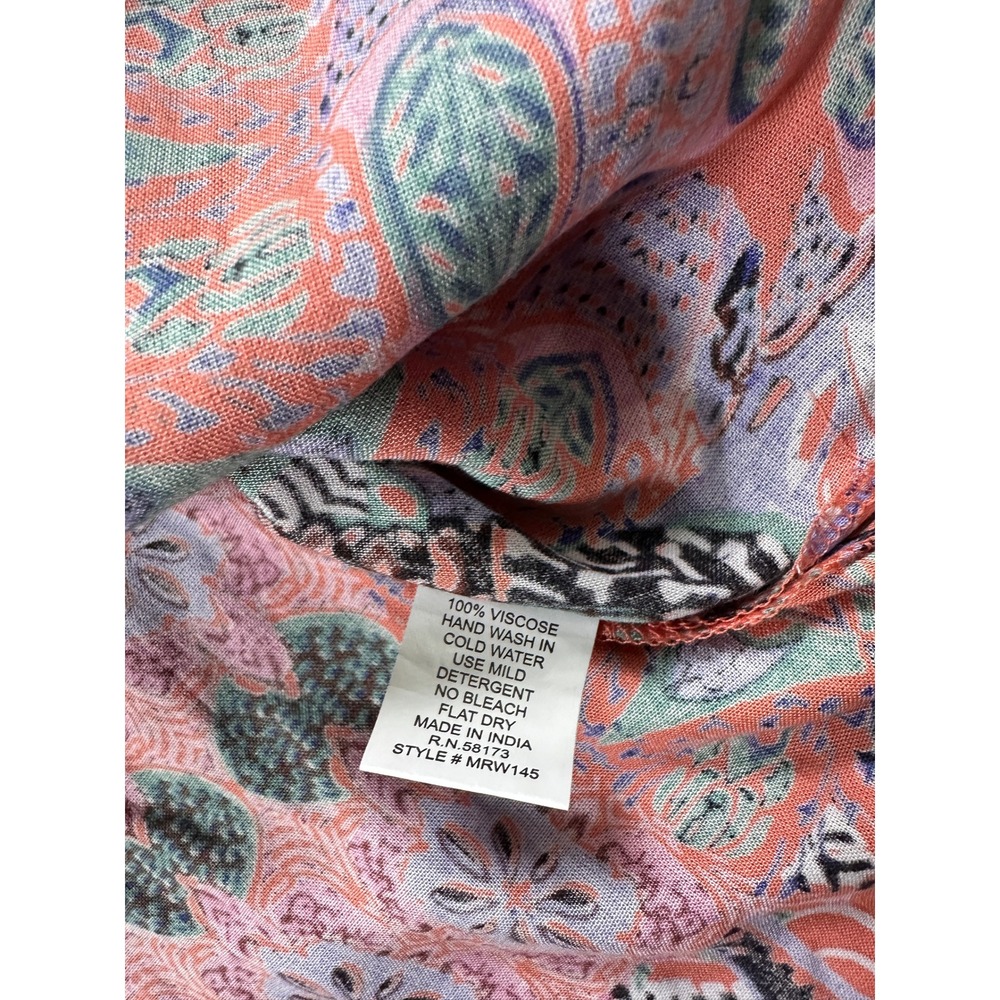 100% VISCOSE
HAND WASH IN
COLD WATER
USE MILD
DETERGENT
NO BLEACH
FLAT DRY
MADE IN INDIA
R.N.58173
STYLE # MRW145